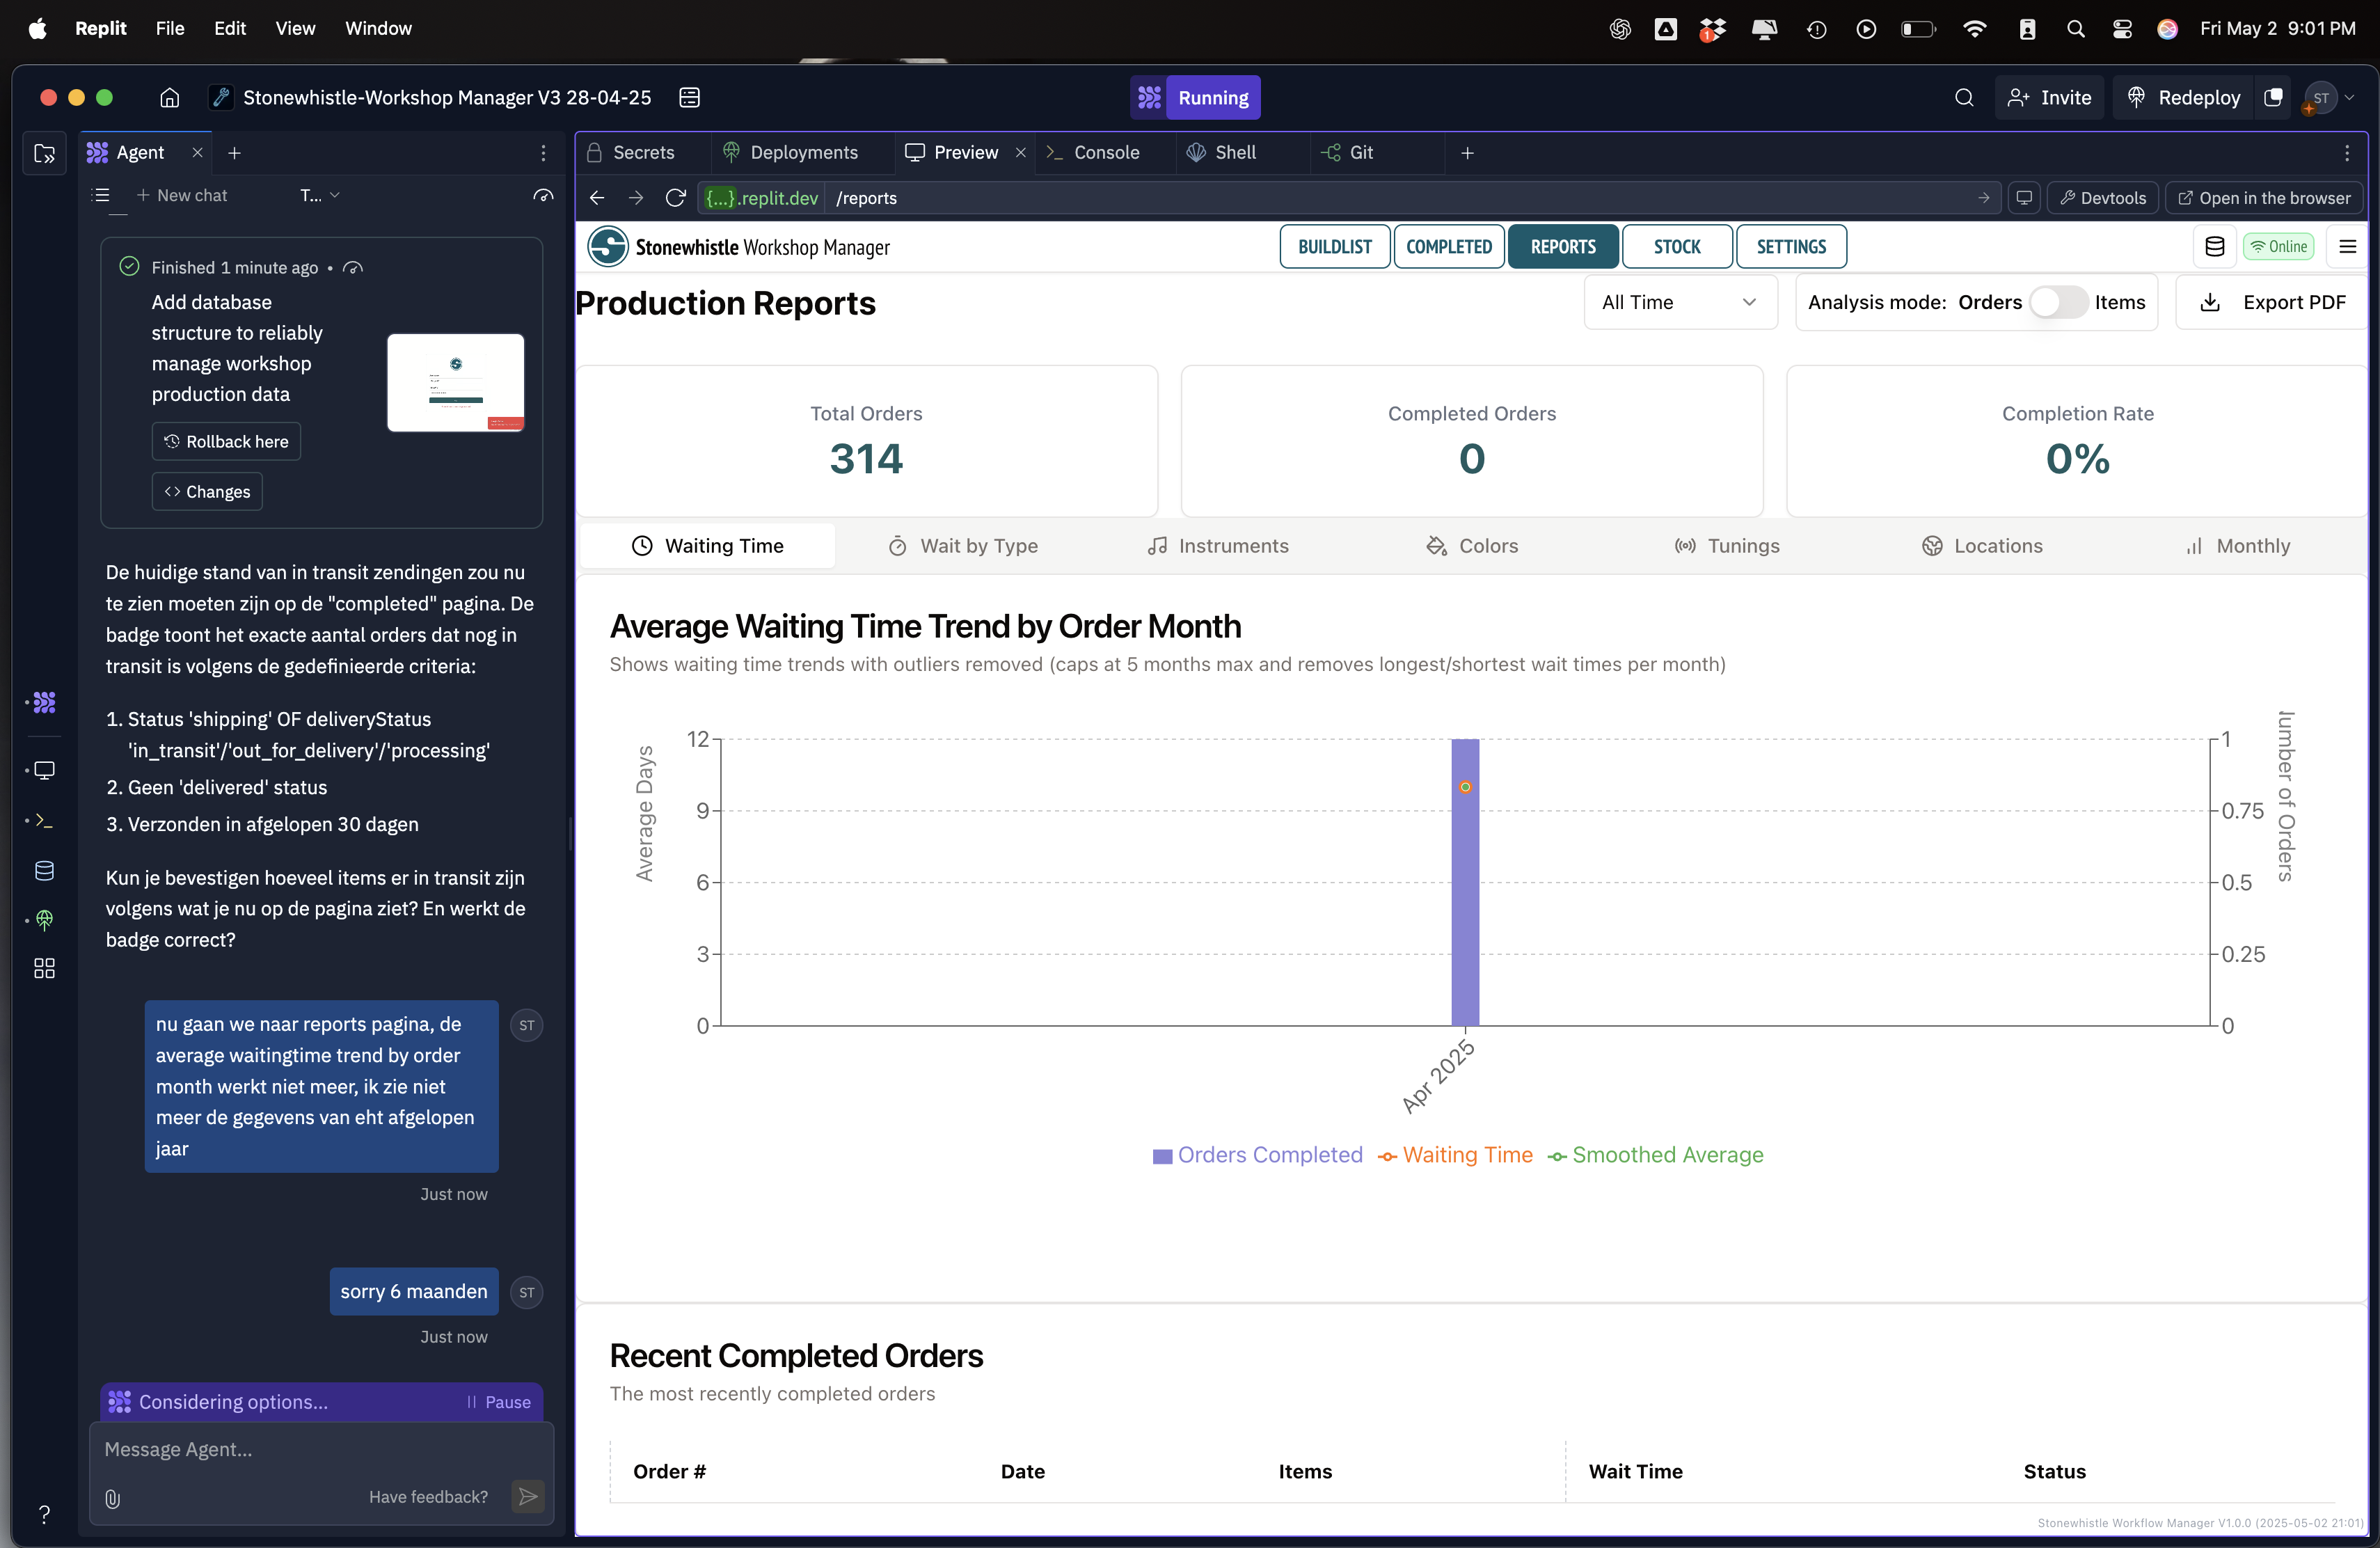 Replit File Edit View Window
1
Fri May 2 9:01 PM
Stonewhistle-Workshop Manager V3 28-04-25
Running
Invite
Redeploy
ST
Agent
Secrets
Deployments
Preview
Console
Shell
Git
New chat
T...
{...}.replit.dev /reports
Devtools
Open in the browser
Finished 1 minute ago •
Add database
structure to reliably
manage workshop
production data
Rollback here
Changes
De huidige stand van in transit zendingen zou nu
te zien moeten zijn op de "completed" pagina. De
badge toont het exacte aantal orders dat nog in
transit is volgens de gedefinieerde criteria:
1. Status 'shipping' OF deliveryStatus
'in_transit'/'out_for_delivery'/'processing'
2. Geen 'delivered' status
3. Verzonden in afgelopen 30 dagen
Kun je bevestigen hoeveel items er in transit zijn
volgens wat je nu op de pagina ziet? En werkt de
badge correct?
nu gaan we naar reports pagina, de
average waitingtime trend by order
month werkt niet meer, ik zie niet
meer de gegevens van eht afgelopen
jaar
ST
Just now
sorry 6 maanden
ST
Just now
Considering options...
Pause
Message Agent...
Have feedback?
?
Stonewhistle Workshop Manager
BUILDLIST
COMPLETED
REPORTS
STOCK
SETTINGS
Online
Production Reports
All Time
Analysis mode: Orders Items
Export PDF
Total Orders
314
Completed Orders
0
Completion Rate
0%
Waiting Time
Wait by Type
Instruments
Colors
Tunings
Locations
Monthly
Average Waiting Time Trend by Order Month
Shows waiting time trends with outliers removed (caps at 5 months max and removes longest/shortest wait times per month)
Average Days
12
9
6
3
0
1
0.75
0.5
0.25
0
of Orders
Apr 2025
Orders Completed
Waiting Time
Smoothed Average
Recent Completed Orders
The most recently completed orders
Order #
Date
Items
Wait Time
Status
Stonewhistle Workflow Manager V1.0.0 (2025-05-02 21:01)